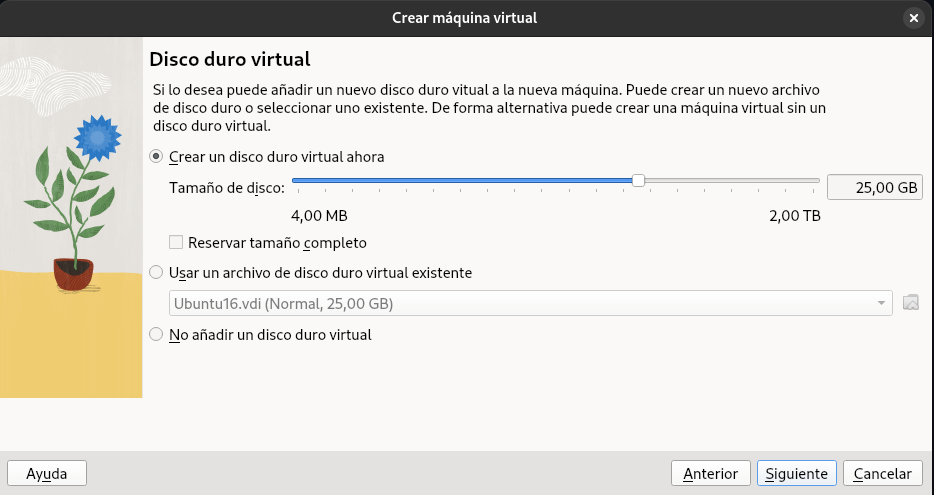 Crear máquina virtual
Disco duro virtual
Si lo desea puede añadir un nuevo disco duro vitual a la nueva máquina. Puede crear un nuevo archivo
de disco duro o seleccionar uno existente. De forma alternativa puede crear una máquina virtual sin un
disco duro virtual.
Crear un disco duro virtual ahora
Tamaño de disco:
25,00 GB
4,00 MB
2,00 TB
Reservar tamaño completo
Usar un archivo de disco duro virtual existente
Ubuntu16.vdi (Normal, 25,00 GB)
No añadir un disco duro virtual
Ayuda
Anterior
Siguiente
Cancelar